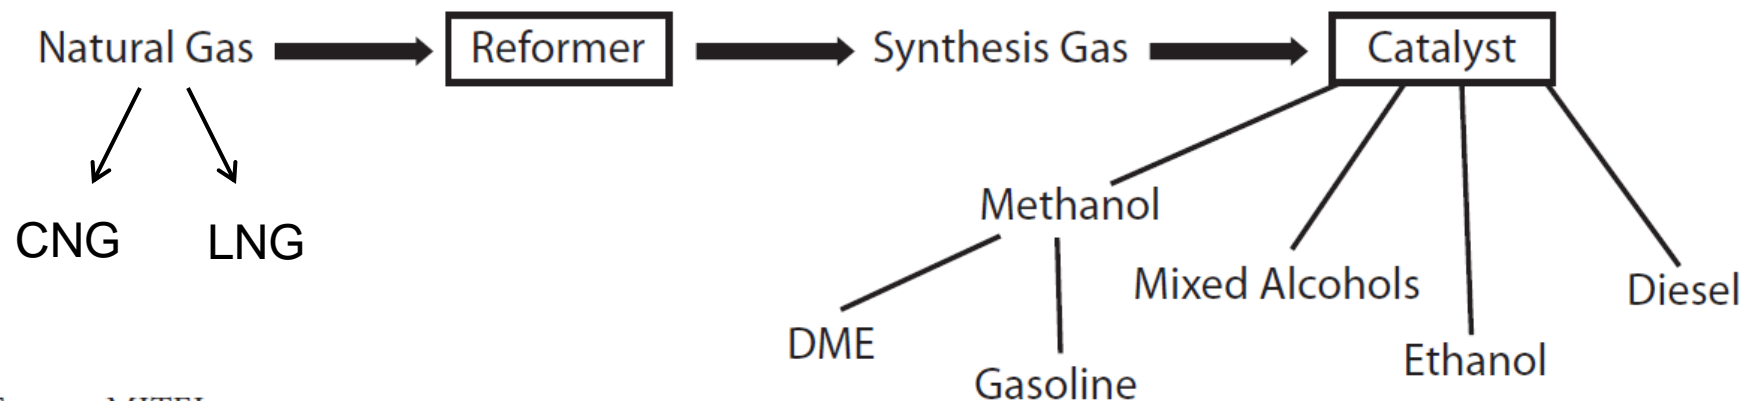 Natural Gas
Reformer
Synthesis Gas
Catalyst
CNG
LNG
Methanol
Mixed Alcohols
Diesel
DME
Gasoline
Ethanol